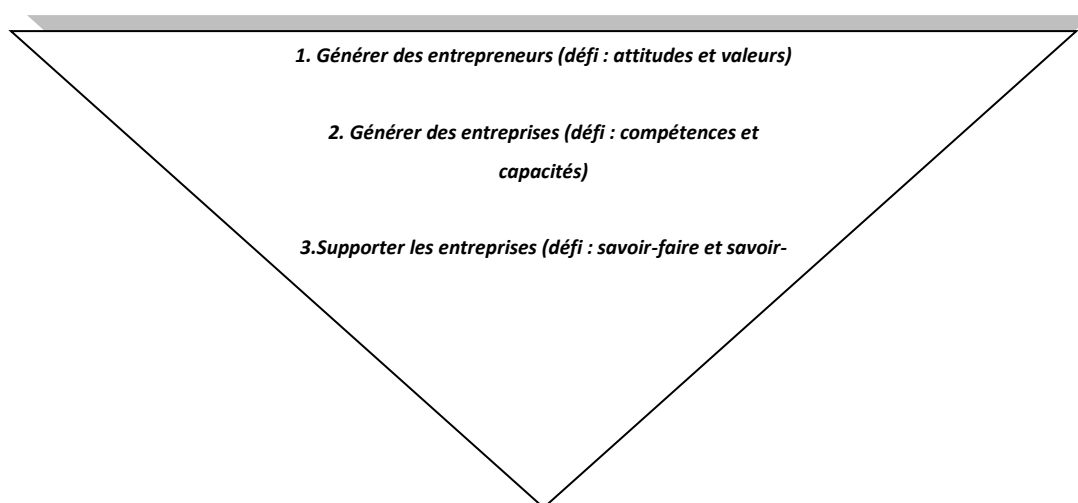 1. Générer des entrepreneurs (défi : attitudes et valeurs)
2. Générer des entreprises (défi : compétences et
capacités)
3.Supporter les entreprises (défi : savoir-faire et savoir-